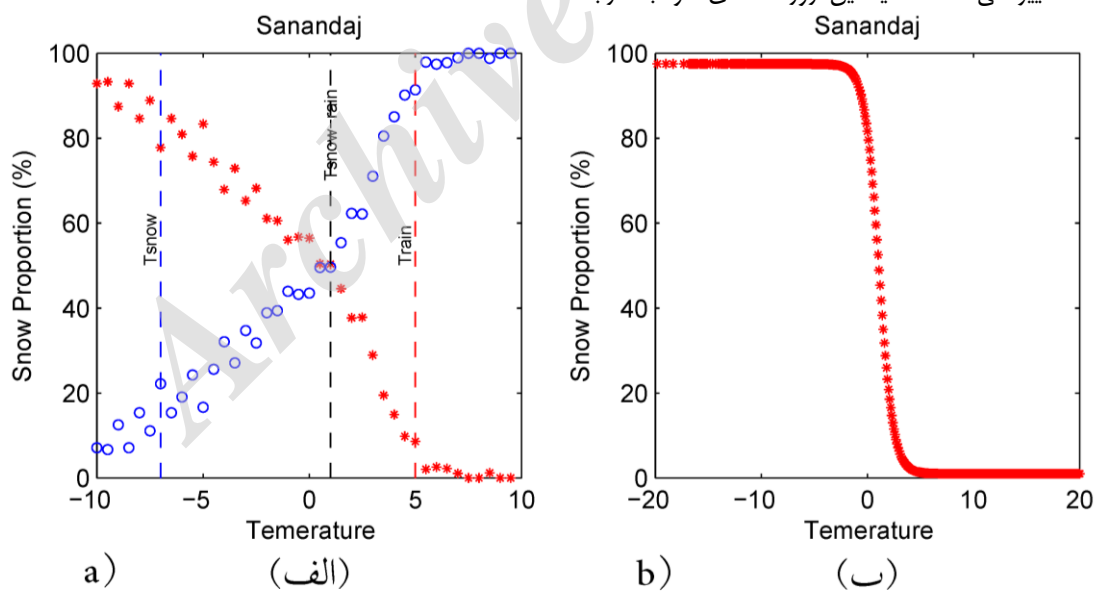 Sanandaj
100
80
60
40
20
0
Snow Proportion (%)
Tsnow
Tsnow-rain
Train
−10 −5 0 5 10
Temerature
a) (الف)
Sanandaj
100
80
60
40
20
0
Snow Proportion (%)
−20 −10 0 10 20
Temerature
b) (ب)
Archive